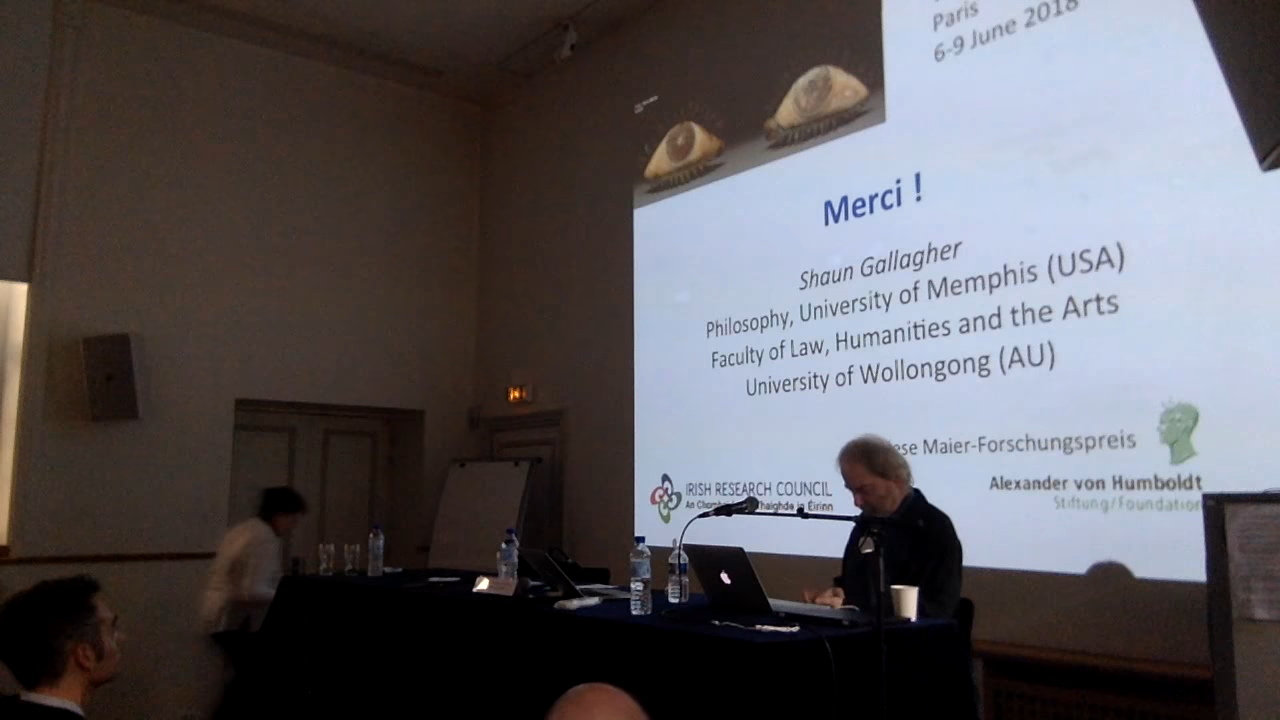 Paris
6-9 June 2018
Merci !
Shaun Gallagher
Philosophy, University of Memphis (USA)
Faculty of Law, Humanities and the Arts
University of Wollongong (AU)
ese Maier-Forschungspreis
IRISH RESEARCH COUNCIL
Alexander von Humboldt
Stiftung/Foundation